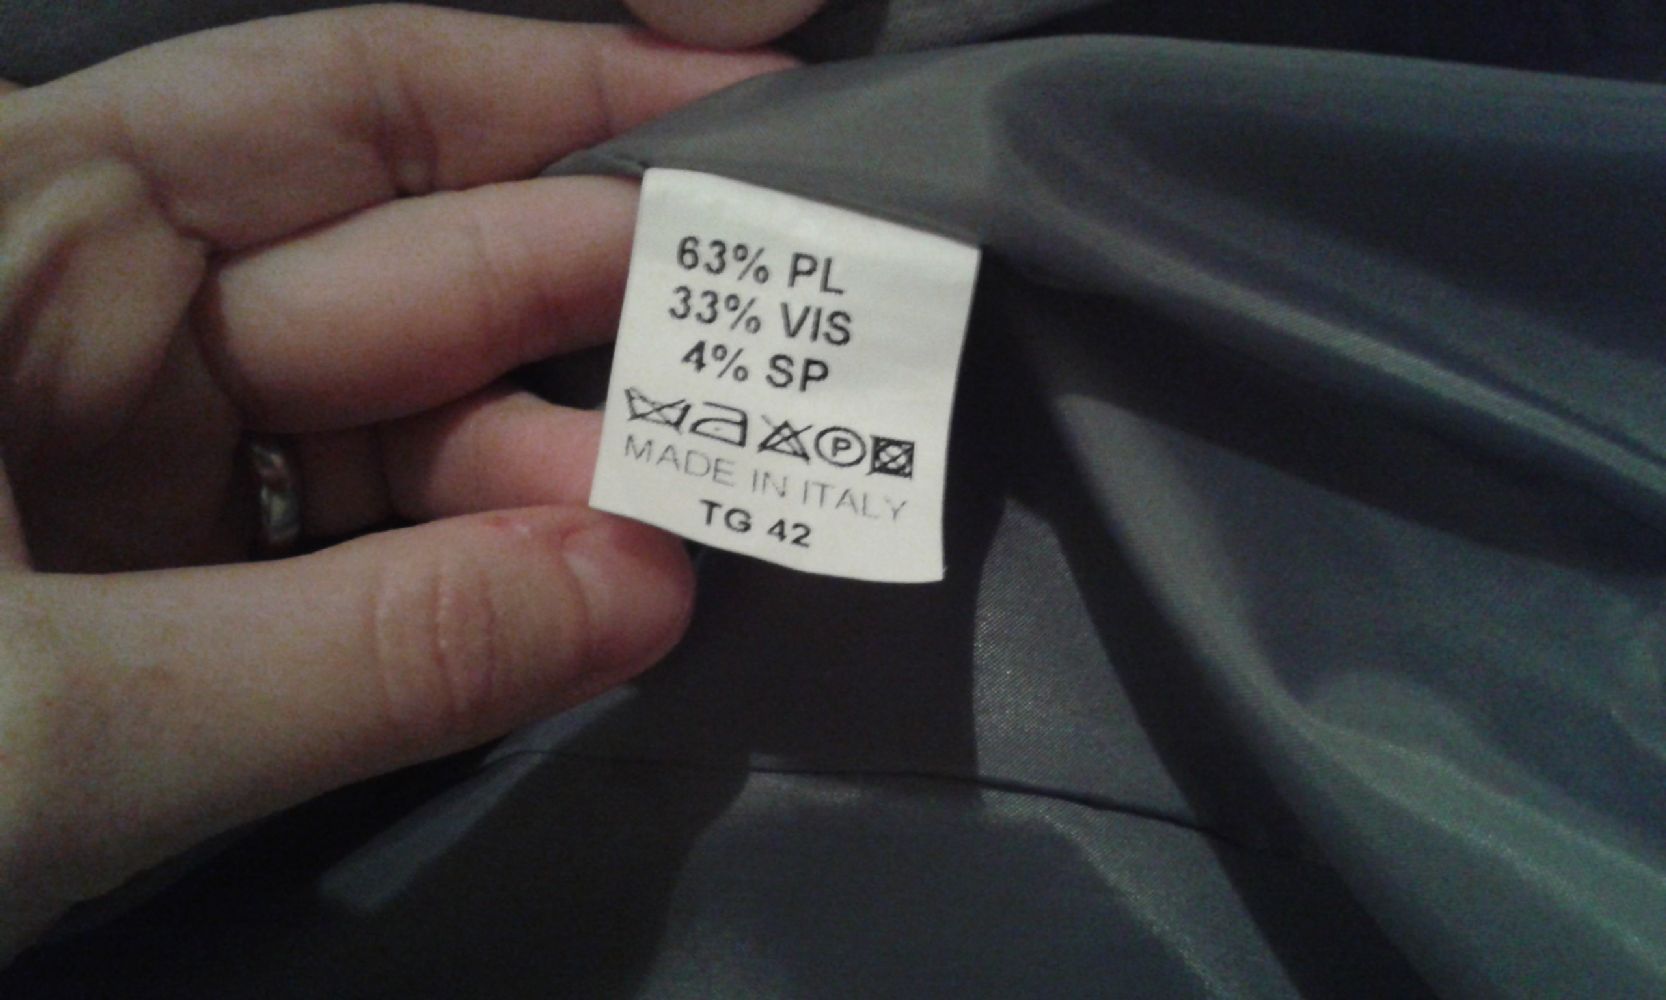 63% PL
33% VIS
4% SP
P
MADE IN ITALY
TG 42